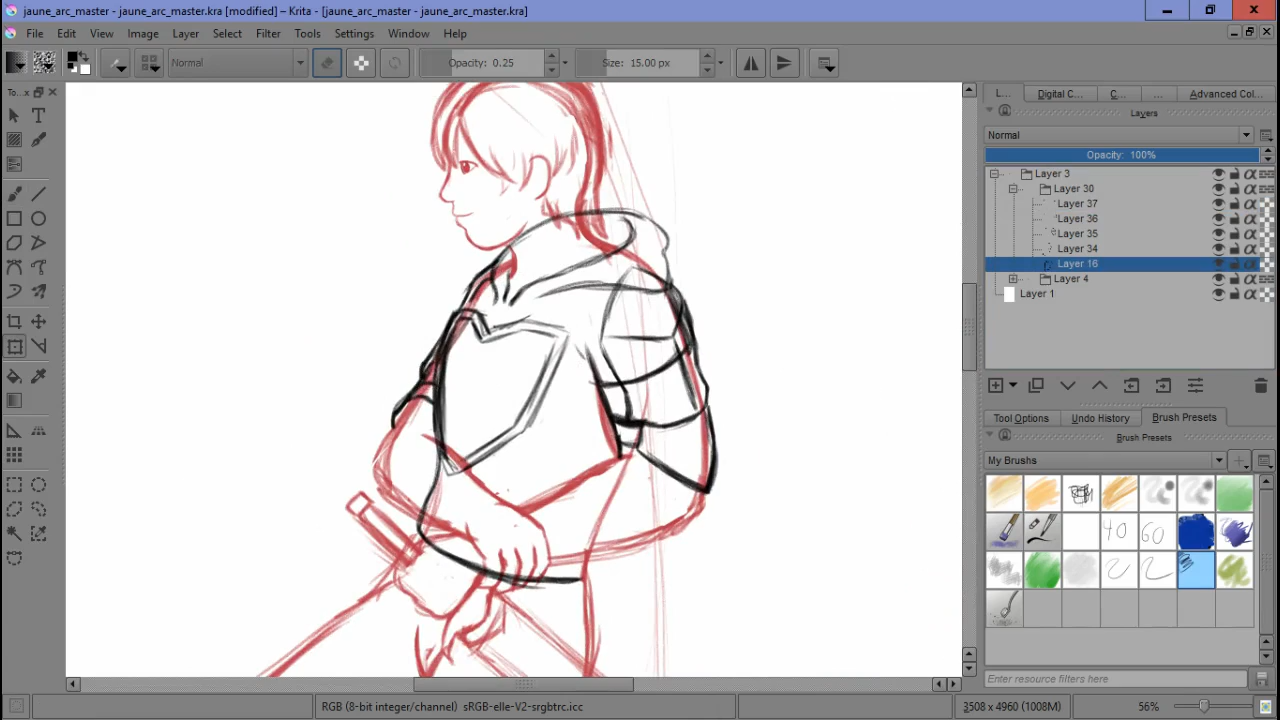 jaune_arc_master - jaune_arc_master.kra [modified] - Krita - [jaune_arc_master - jaune_arc_master.kra]
File Edit View Image Layer Select Filter Tools Settings Window Help
Normal
Opacity: 0.25
Size: 15.00 px
To...x
L... Digital C... C... ... Advanced Col...
Layers
Normal
Opacity: 100%
Layer 3
Layer 30
Layer 37
Layer 36
Layer 35
Layer 34
Layer 16
Layer 4
Layer 1
Tool Options Undo History Brush Presets
Brush Presets
My Brushes
40 60
Enter resource filters here
RGB (8-bit integer/channel) sRGB-elle-V2-srgbtrc.icc
3508 x 4960 (1008M)
56%